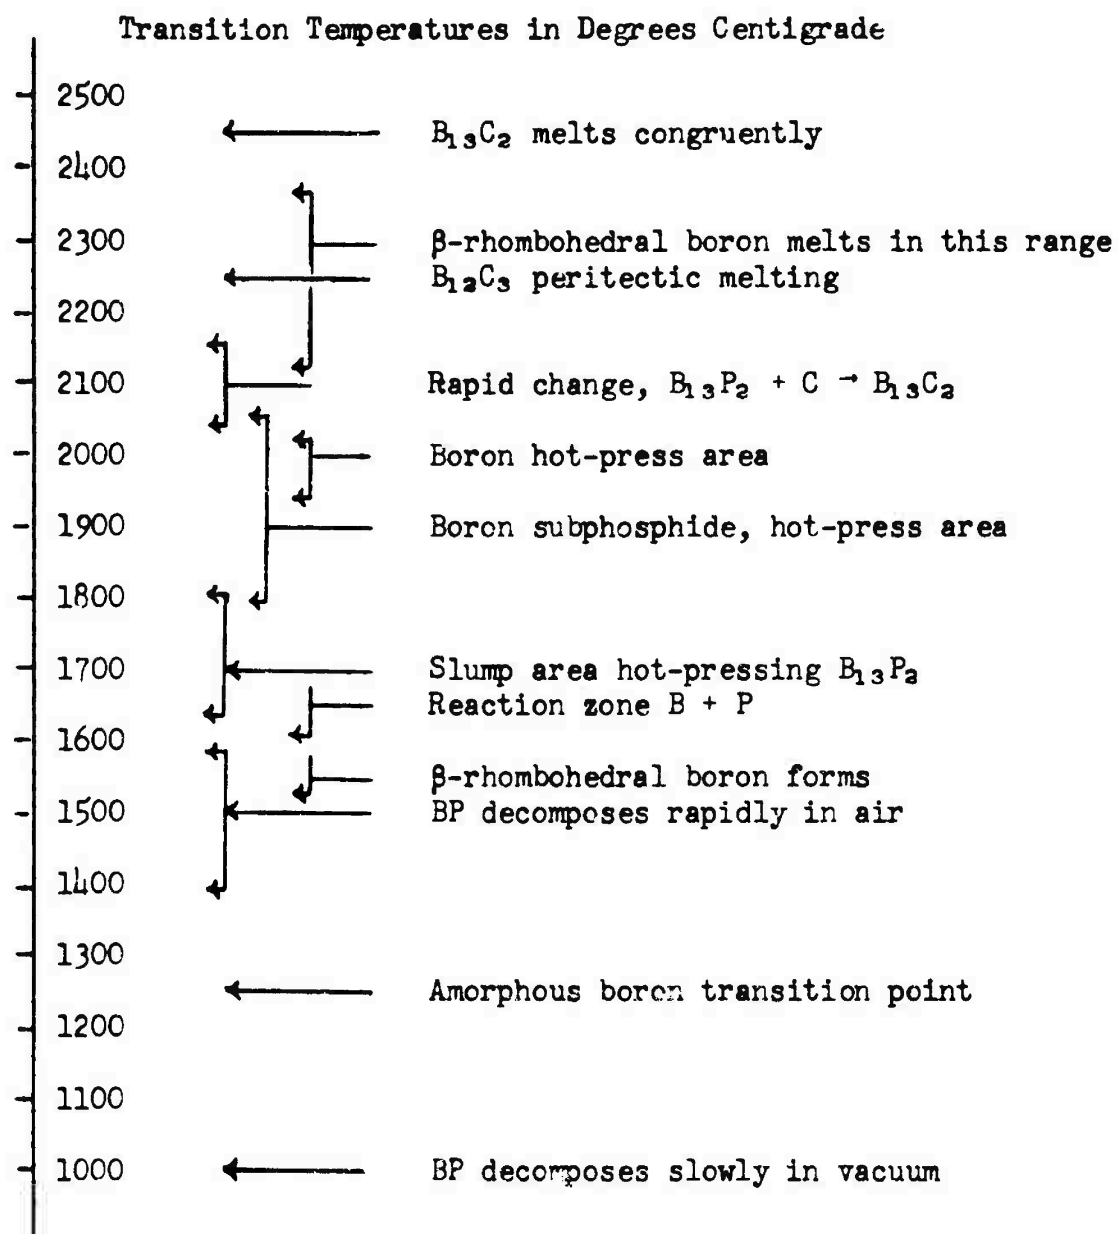 Transition Temperatures in Degrees Centigrade
2500
B₁₃C₂ melts congruently
2400
2300 β-rhombohedral boron melts in this range
B₁₂C₃ peritectic melting
2200
2100 Rapid change, B₁₃P₂ + C → B₁₃C₂
2000 Boron hot-press area
1900 Boron subphosphide, hot-press area
1800
1700 Slump area hot-pressing B₁₃P₂
Reaction zone B + P
1600
β-rhombohedral boron forms
1500 BP decomposes rapidly in air
1400
1300
Amorphous boron transition point
1200
1100
1000 BP decomposes slowly in vacuum